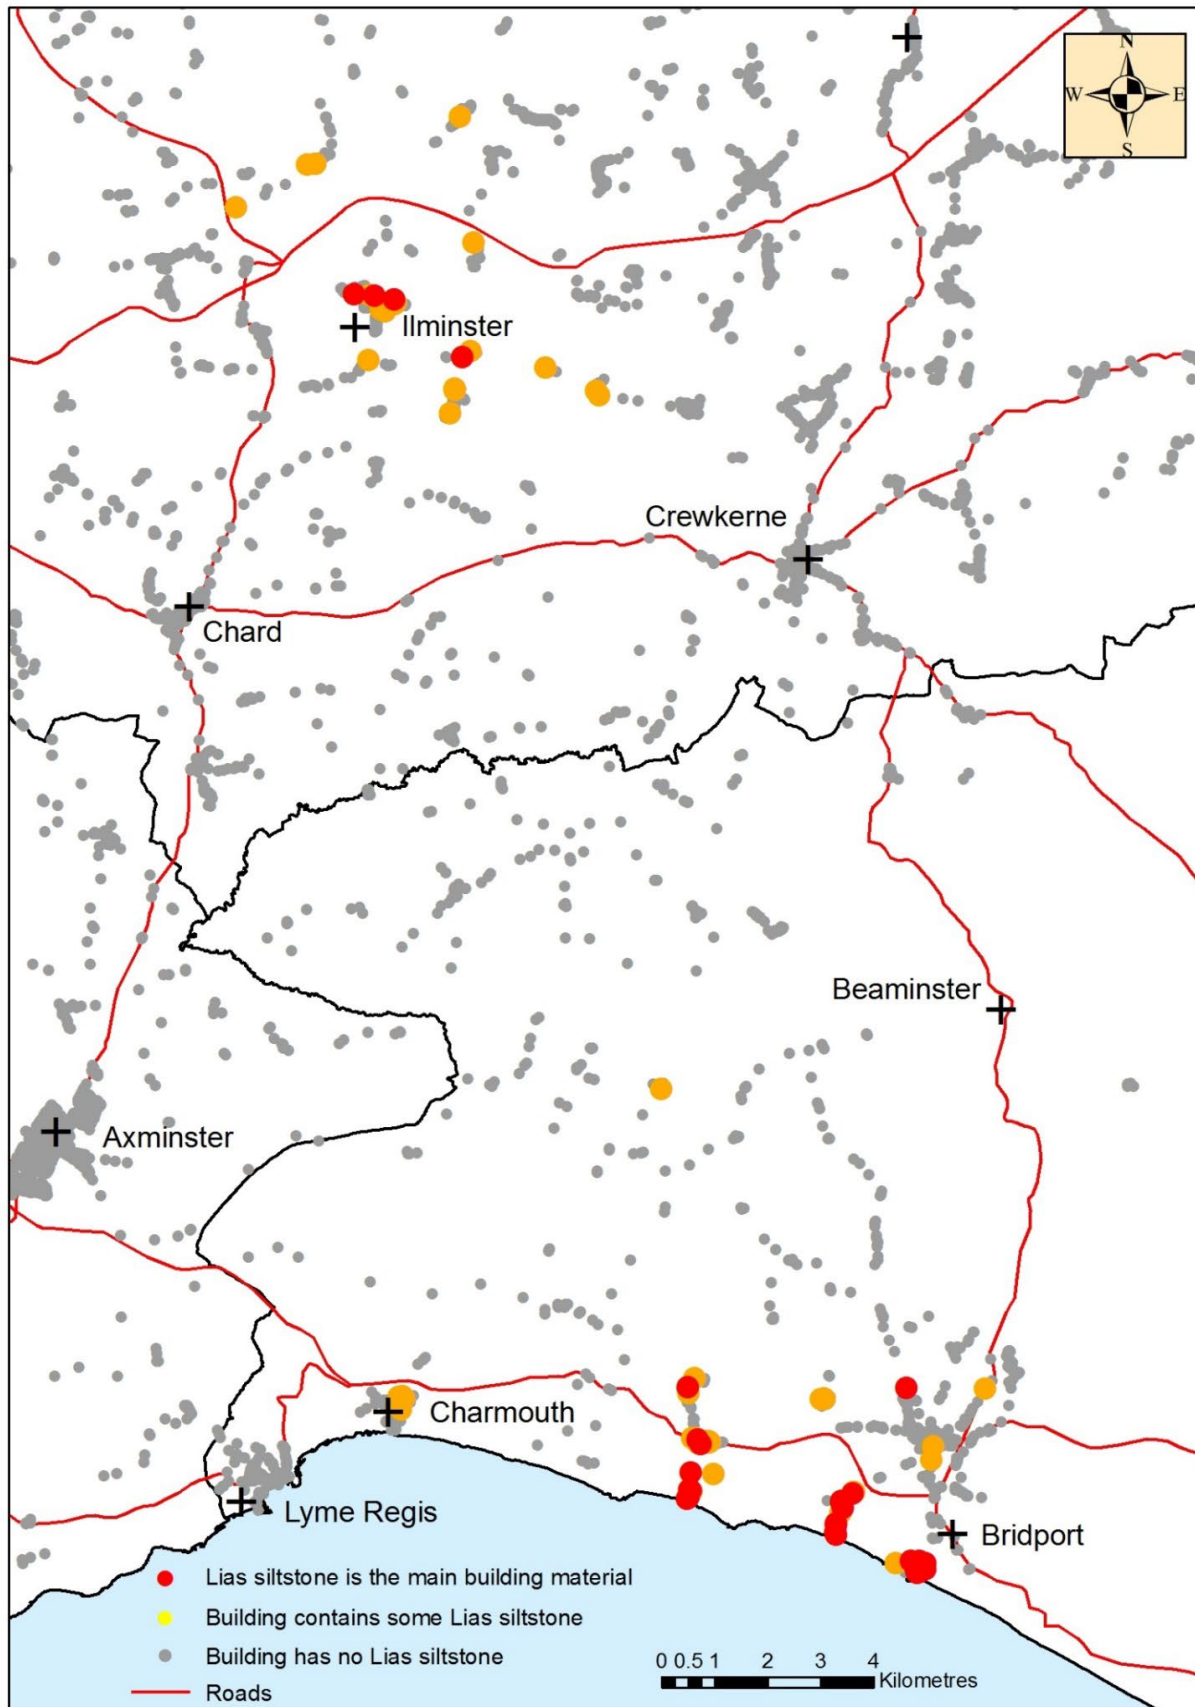 N
W E
S
Ilminster
Crewkerne
Chard
Beaminster
Axminster
Charmouth
Lyme Regis
Bridport
Lias siltstone is the main building material
Building contains some Lias siltstone
Building has no Lias siltstone
Roads
0 0.5 1 2 3 4
Kilometres